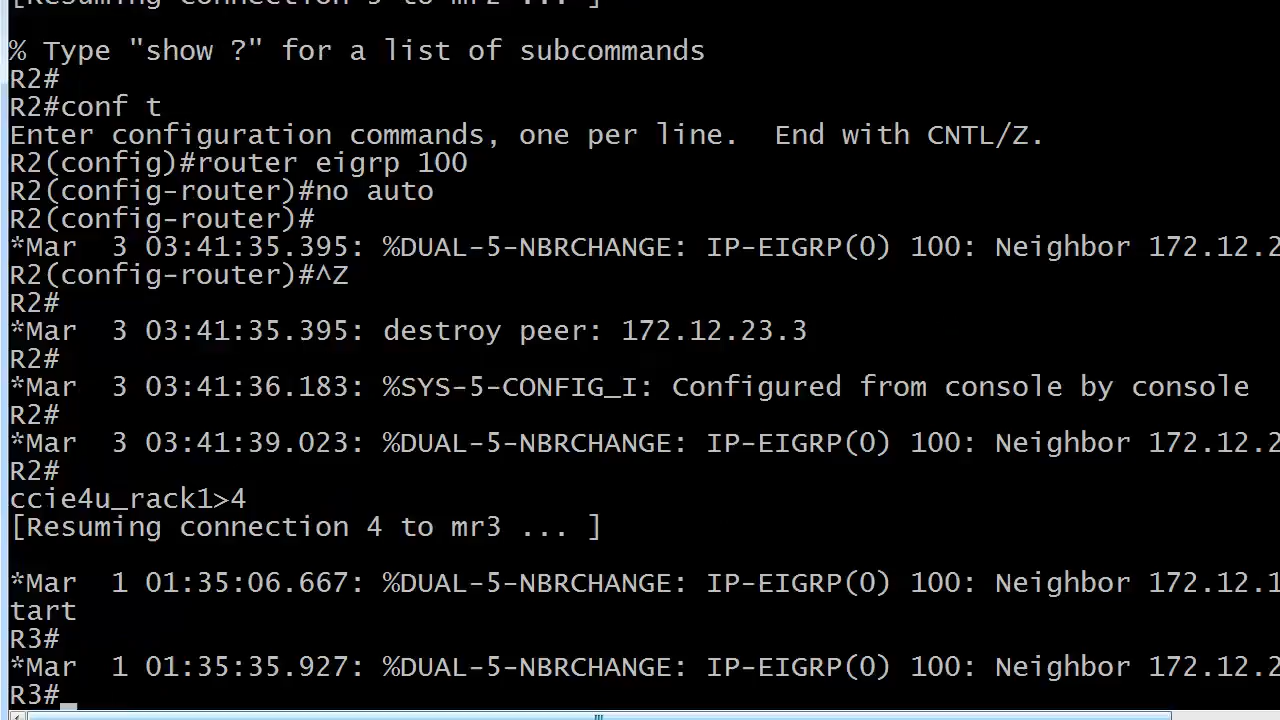 [Resuming connection 3 to mr2 ... ]
% Type "show ?" for a list of subcommands
R2#
R2#conf t
Enter configuration commands, one per line.  End with CNTL/Z.
R2(config)#router eigrp 100
R2(config-router)#no auto
R2(config-router)#
*Mar  3 03:41:35.395: %DUAL-5-NBRCHANGE: IP-EIGRP(0) 100: Neighbor 172.12.2
R2(config-router)#^Z
R2#
*Mar  3 03:41:35.395: destroy peer: 172.12.23.3
R2#
*Mar  3 03:41:36.183: %SYS-5-CONFIG_I: Configured from console by console
R2#
*Mar  3 03:41:39.023: %DUAL-5-NBRCHANGE: IP-EIGRP(0) 100: Neighbor 172.12.2
R2#
ccie4u_rack1>4
[Resuming connection 4 to mr3 ... ]
*Mar  1 01:35:06.667: %DUAL-5-NBRCHANGE: IP-EIGRP(0) 100: Neighbor 172.12.1
tart
R3#
*Mar  1 01:35:35.927: %DUAL-5-NBRCHANGE: IP-EIGRP(0) 100: Neighbor 172.12.2
R3#